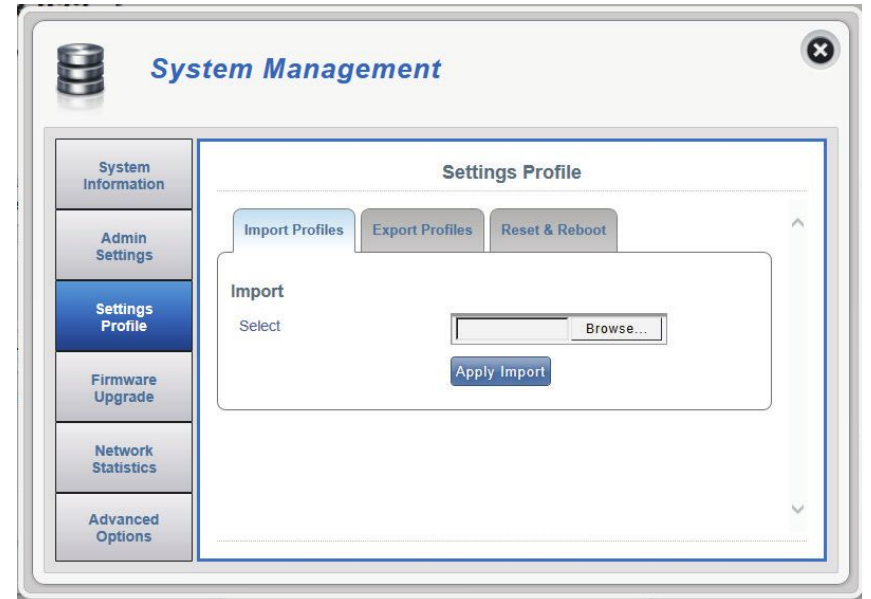 System Management
System
Information
Admin
Settings
Settings
Profile
Firmware
Upgrade
Network
Statistics
Advanced
Options
Settings Profile
Import Profiles
Export Profiles
Reset & Reboot
Import
Select
Browse...
Apply Import